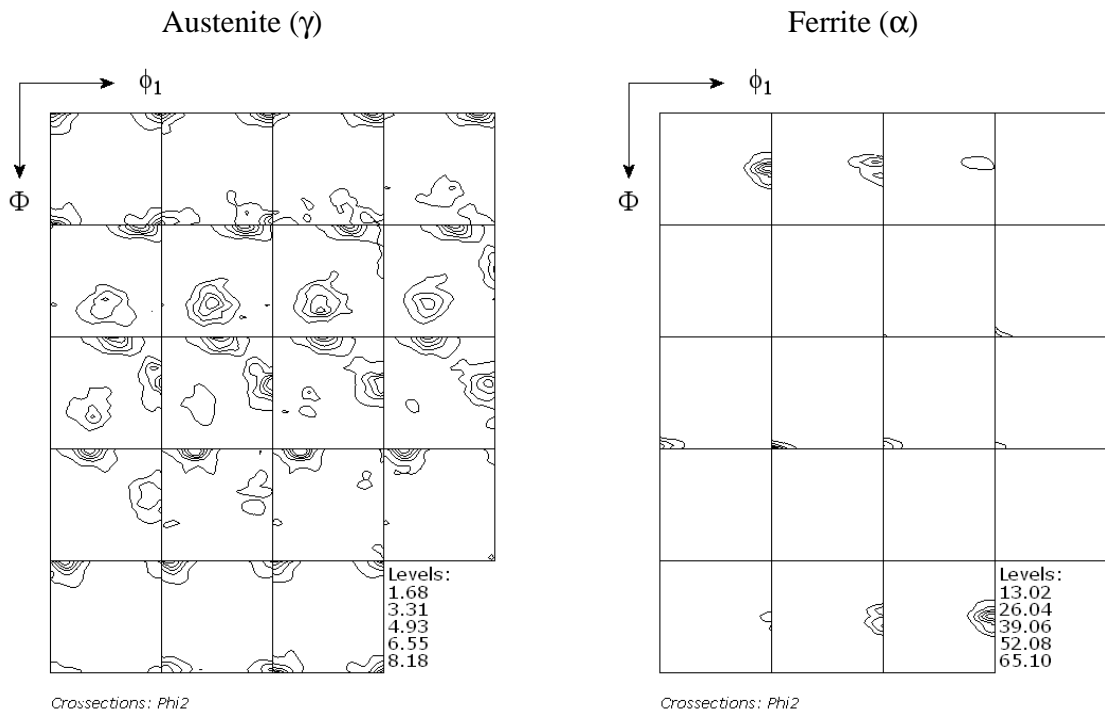 Austenite (γ)
Ferrite (α)
ϕ1
Φ
ϕ1
Φ
Levels:
1.68
3.31
4.93
6.55
8.18
Levels:
13.02
26.04
39.06
52.08
65.10
Crossections: Phi2
Crossections: Phi2